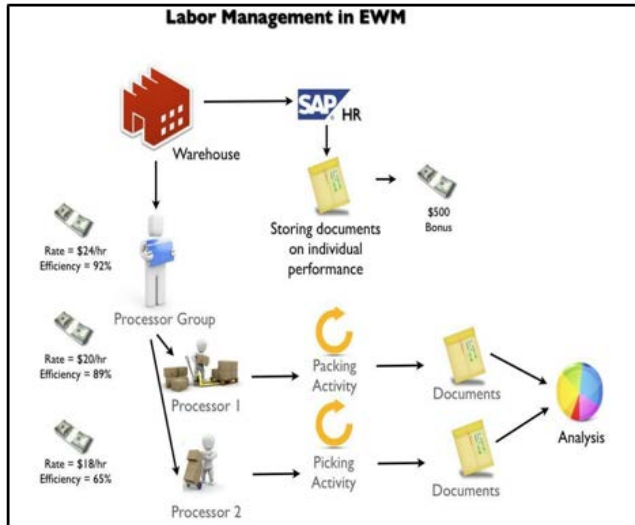 Labor Management in EWM
SAP HR
Warehouse
Storing documents
on individual
performance
$500
Bonus
Rate = $24/hr
Efficiency = 92%
Processor Group
Rate = $20/hr
Efficiency = 89%
Processor 1
Packing
Activity
Documents
Analysis
Rate = $18/hr
Efficiency = 65%
Processor 2
Picking
Activity
Documents